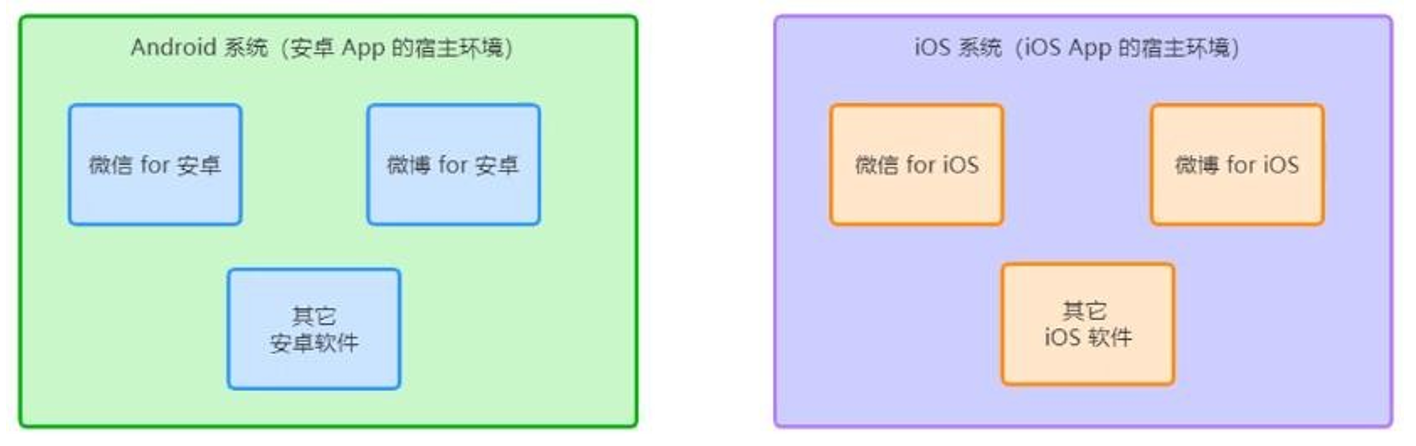 Android 系统（安卓 App 的宿主环境）
微信 for 安卓
微博 for 安卓
其它
安卓软件
iOS 系统（iOS App 的宿主环境）
微信 for iOS
微博 for iOS
其它
iOS 软件